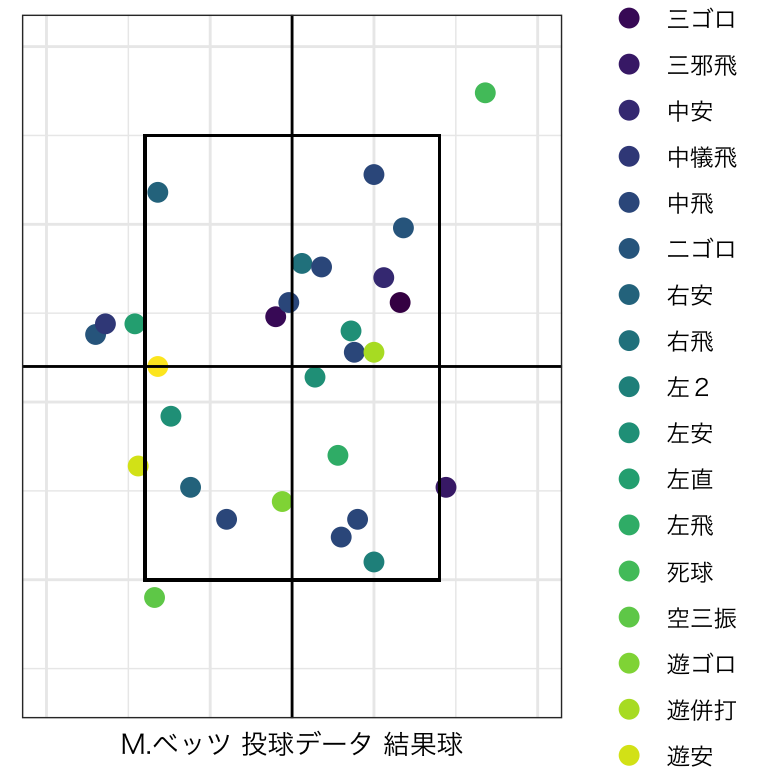 三ゴロ
三邪飛
中安
中犠飛
中飛
二ゴロ
右安
右飛
左２
左安
左直
左飛
死球
空三振
遊ゴロ
遊併打
遊安
M.ベッツ 投球データ 結果球